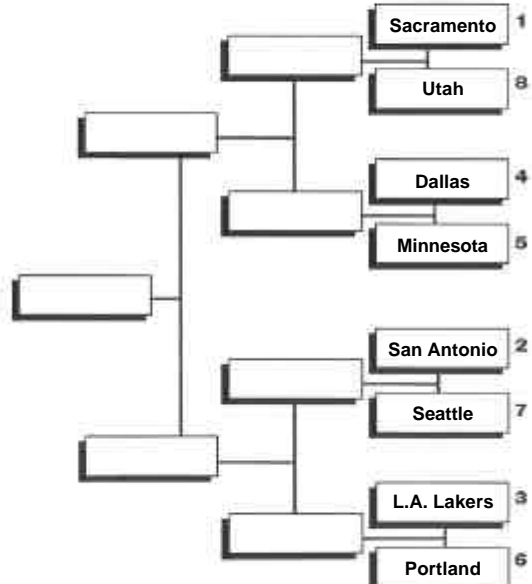 Sacramento 1
Utah 8
Dallas 4
Minnesota 5
San Antonio 2
Seattle 7
L.A. Lakers 3
Portland 6